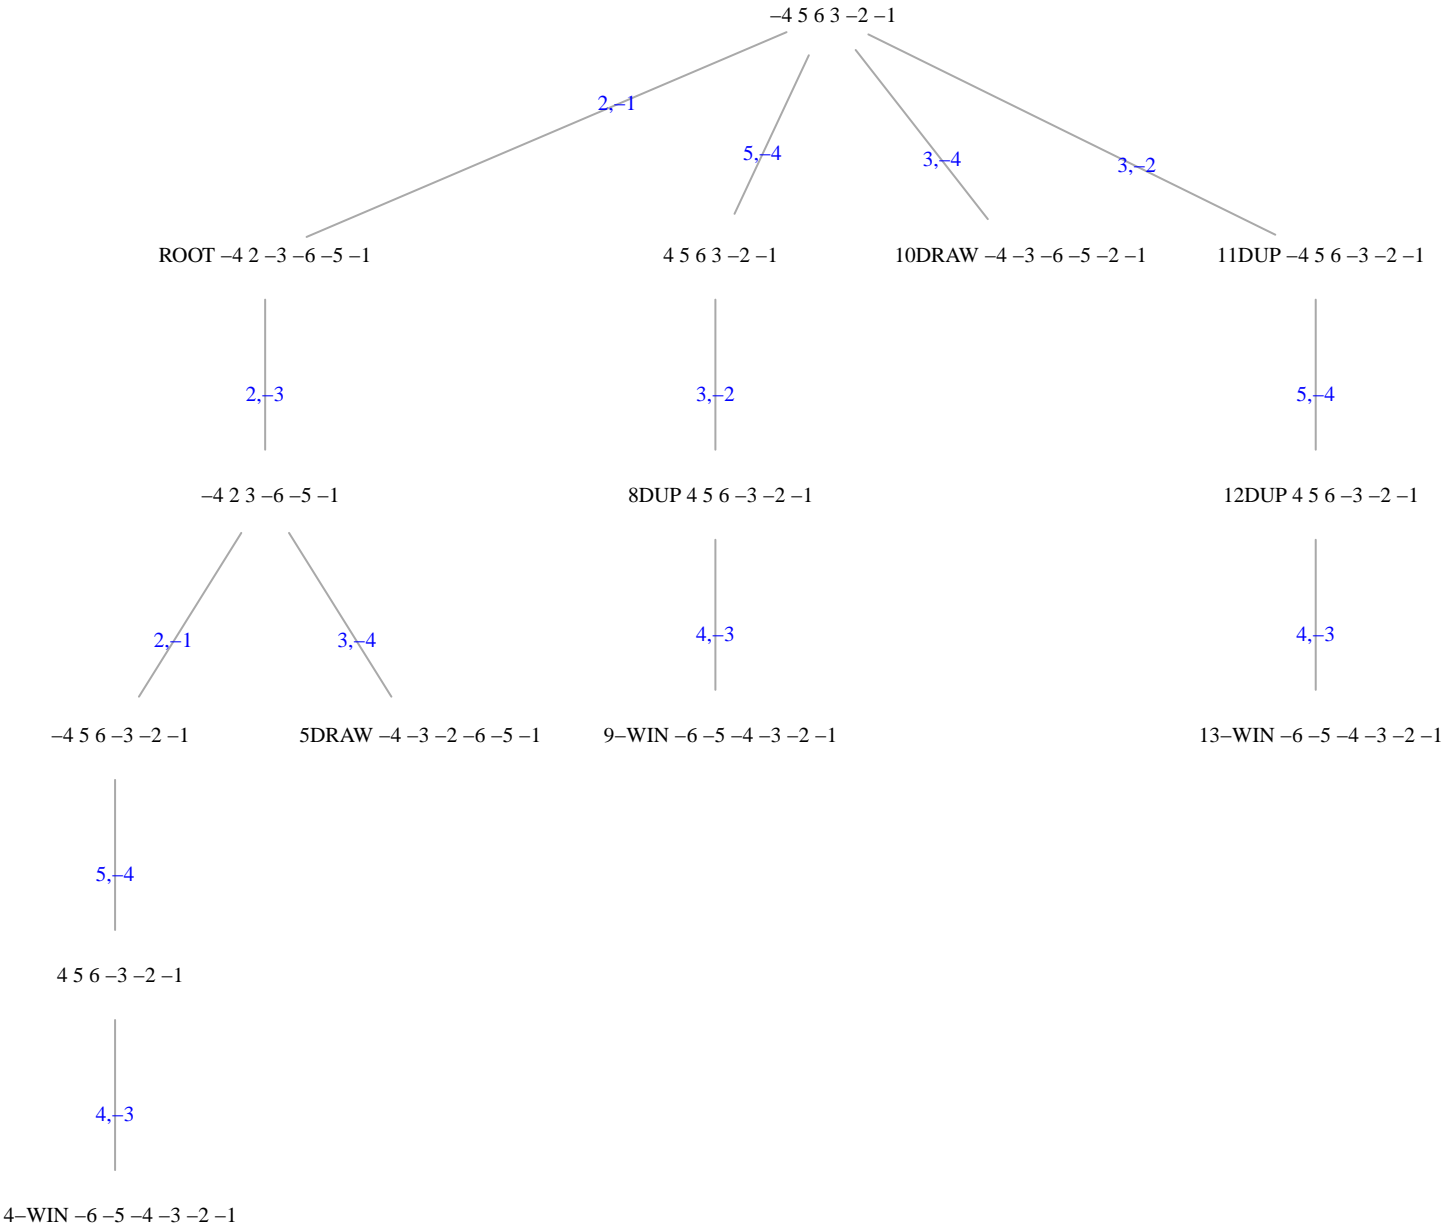 –4 5 6 3 –2 –1
2,–1
5,–4
3,–4
3,–2
ROOT –4 2 –3 –6 –5 –1
4 5 6 3 –2 –1
10DRAW –4 –3 –6 –5 –2 –1
11DUP –4 5 6 –3 –2 –1
2,–3
3,–2
5,–4
–4 2 3 –6 –5 –1
8DUP 4 5 6 –3 –2 –1
12DUP 4 5 6 –3 –2 –1
2,–1
3,–4
4,–3
4,–3
–4 5 6 –3 –2 –1
5DRAW –4 –3 –2 –6 –5 –1
9–WIN –6 –5 –4 –3 –2 –1
13–WIN –6 –5 –4 –3 –2 –1
5,–4
4 5 6 –3 –2 –1
4,–3
4–WIN –6 –5 –4 –3 –2 –1